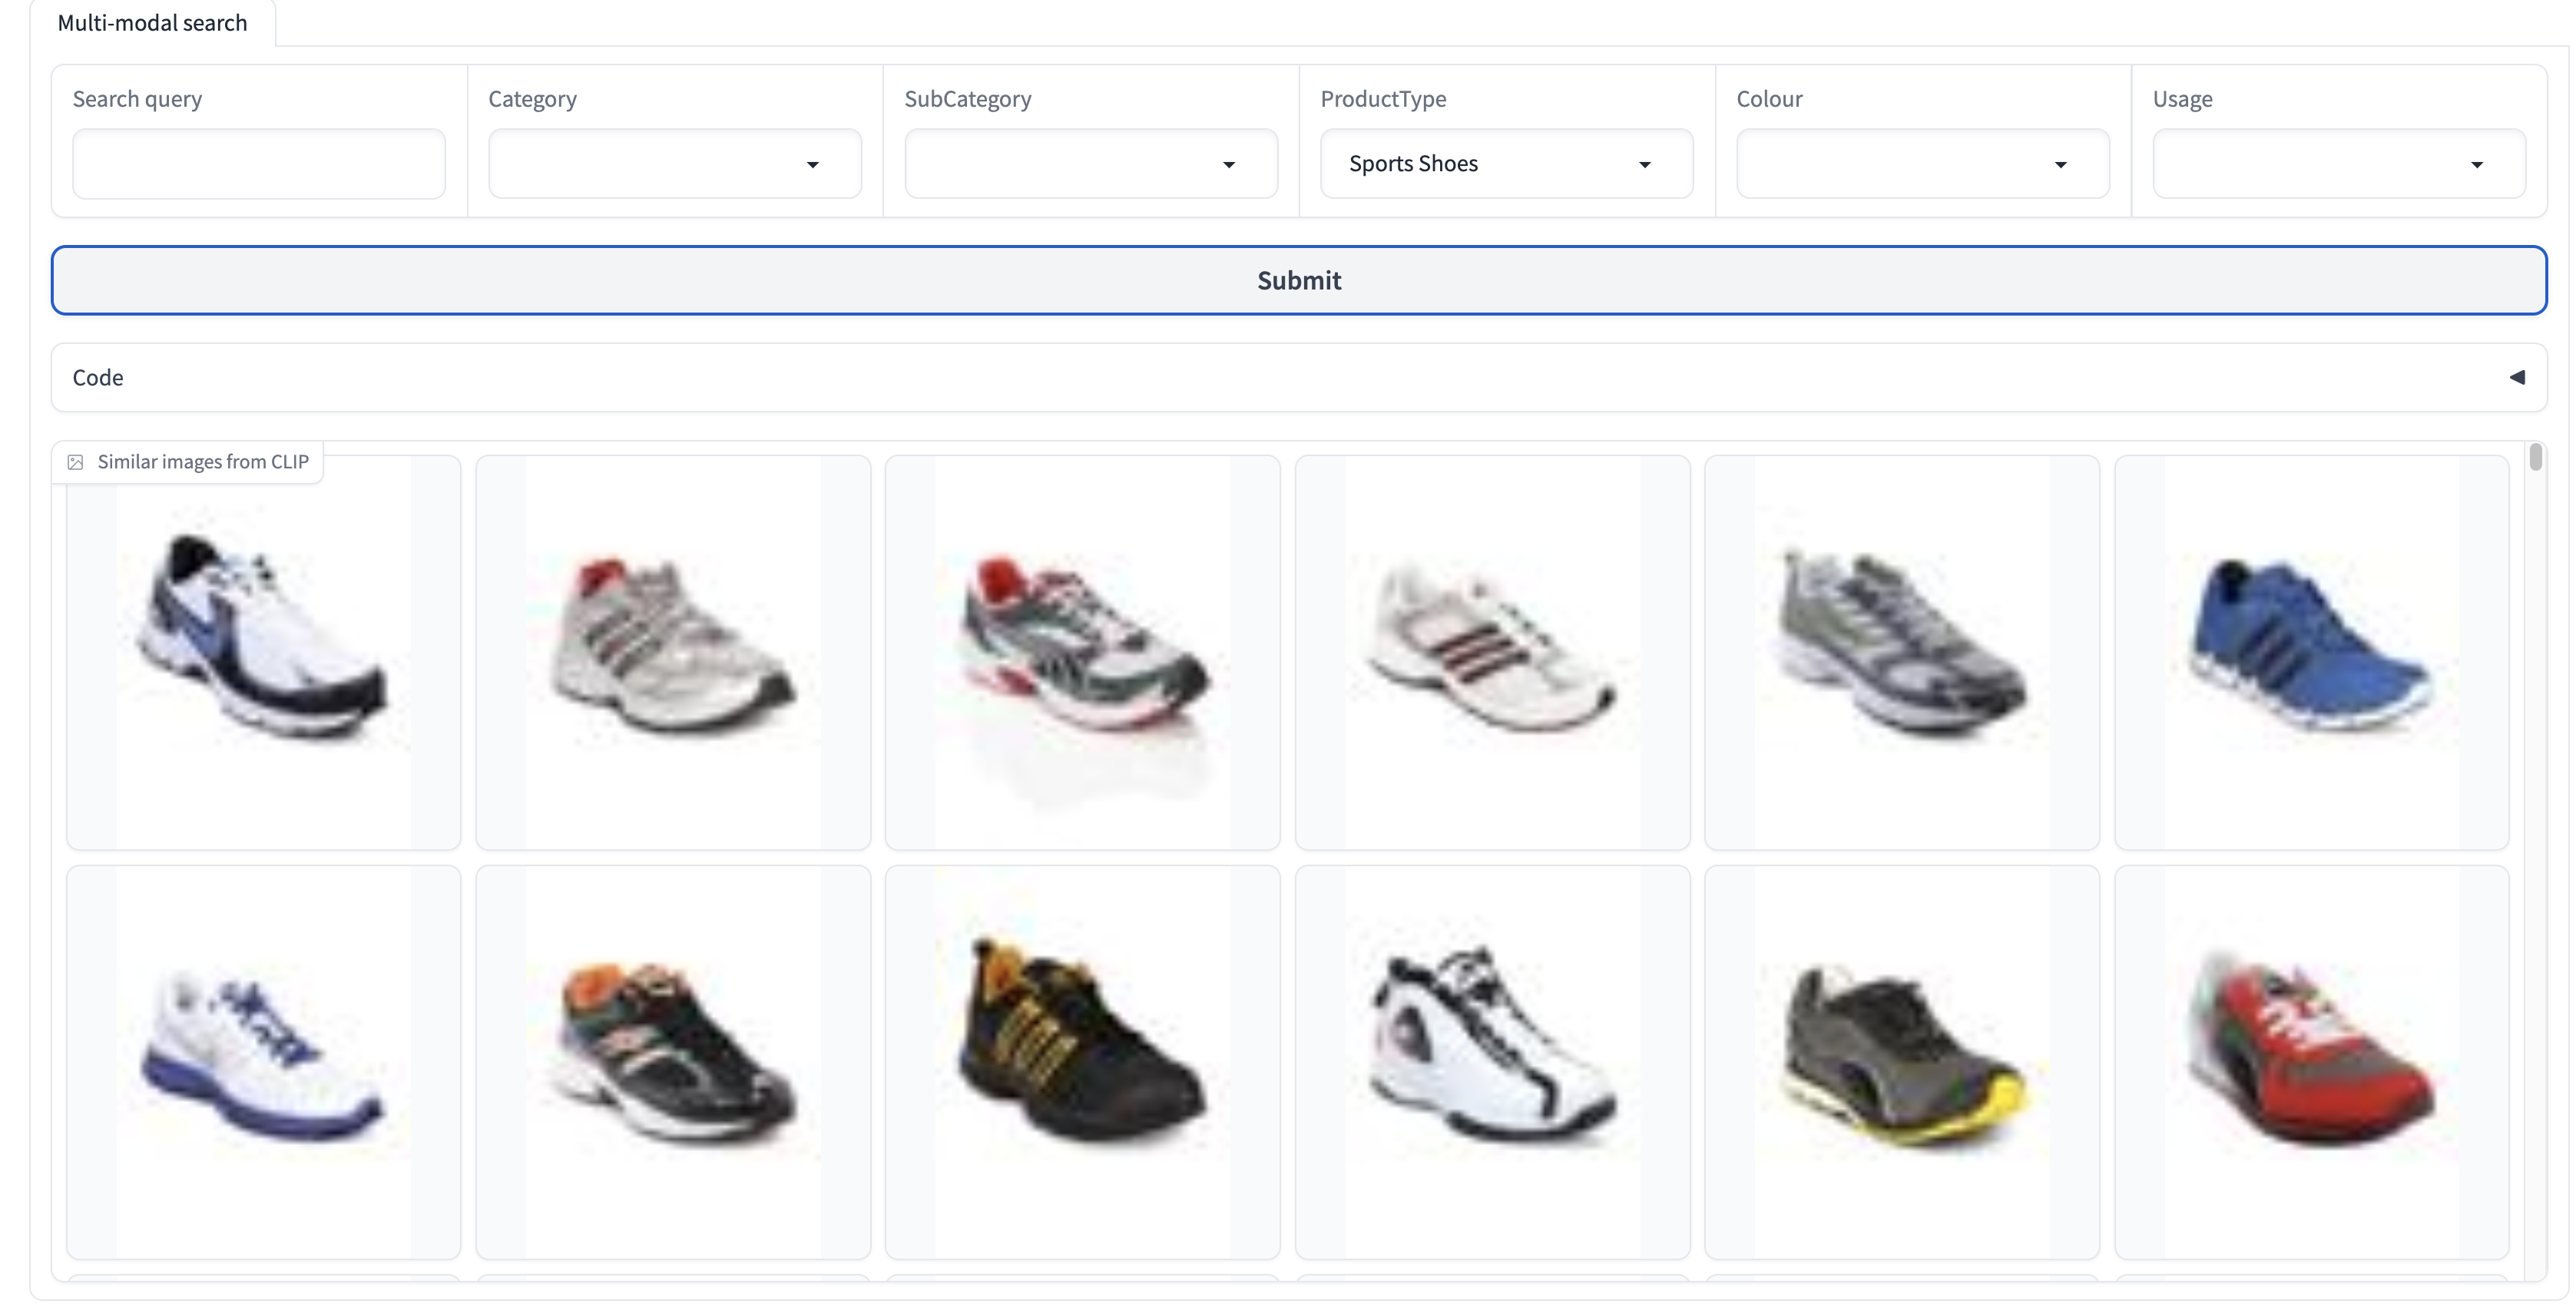 Multi-modal search
Search query
Category
SubCategory
ProductType
Colour
Usage
Sports Shoes
Submit
Code
Similar images from CLIP